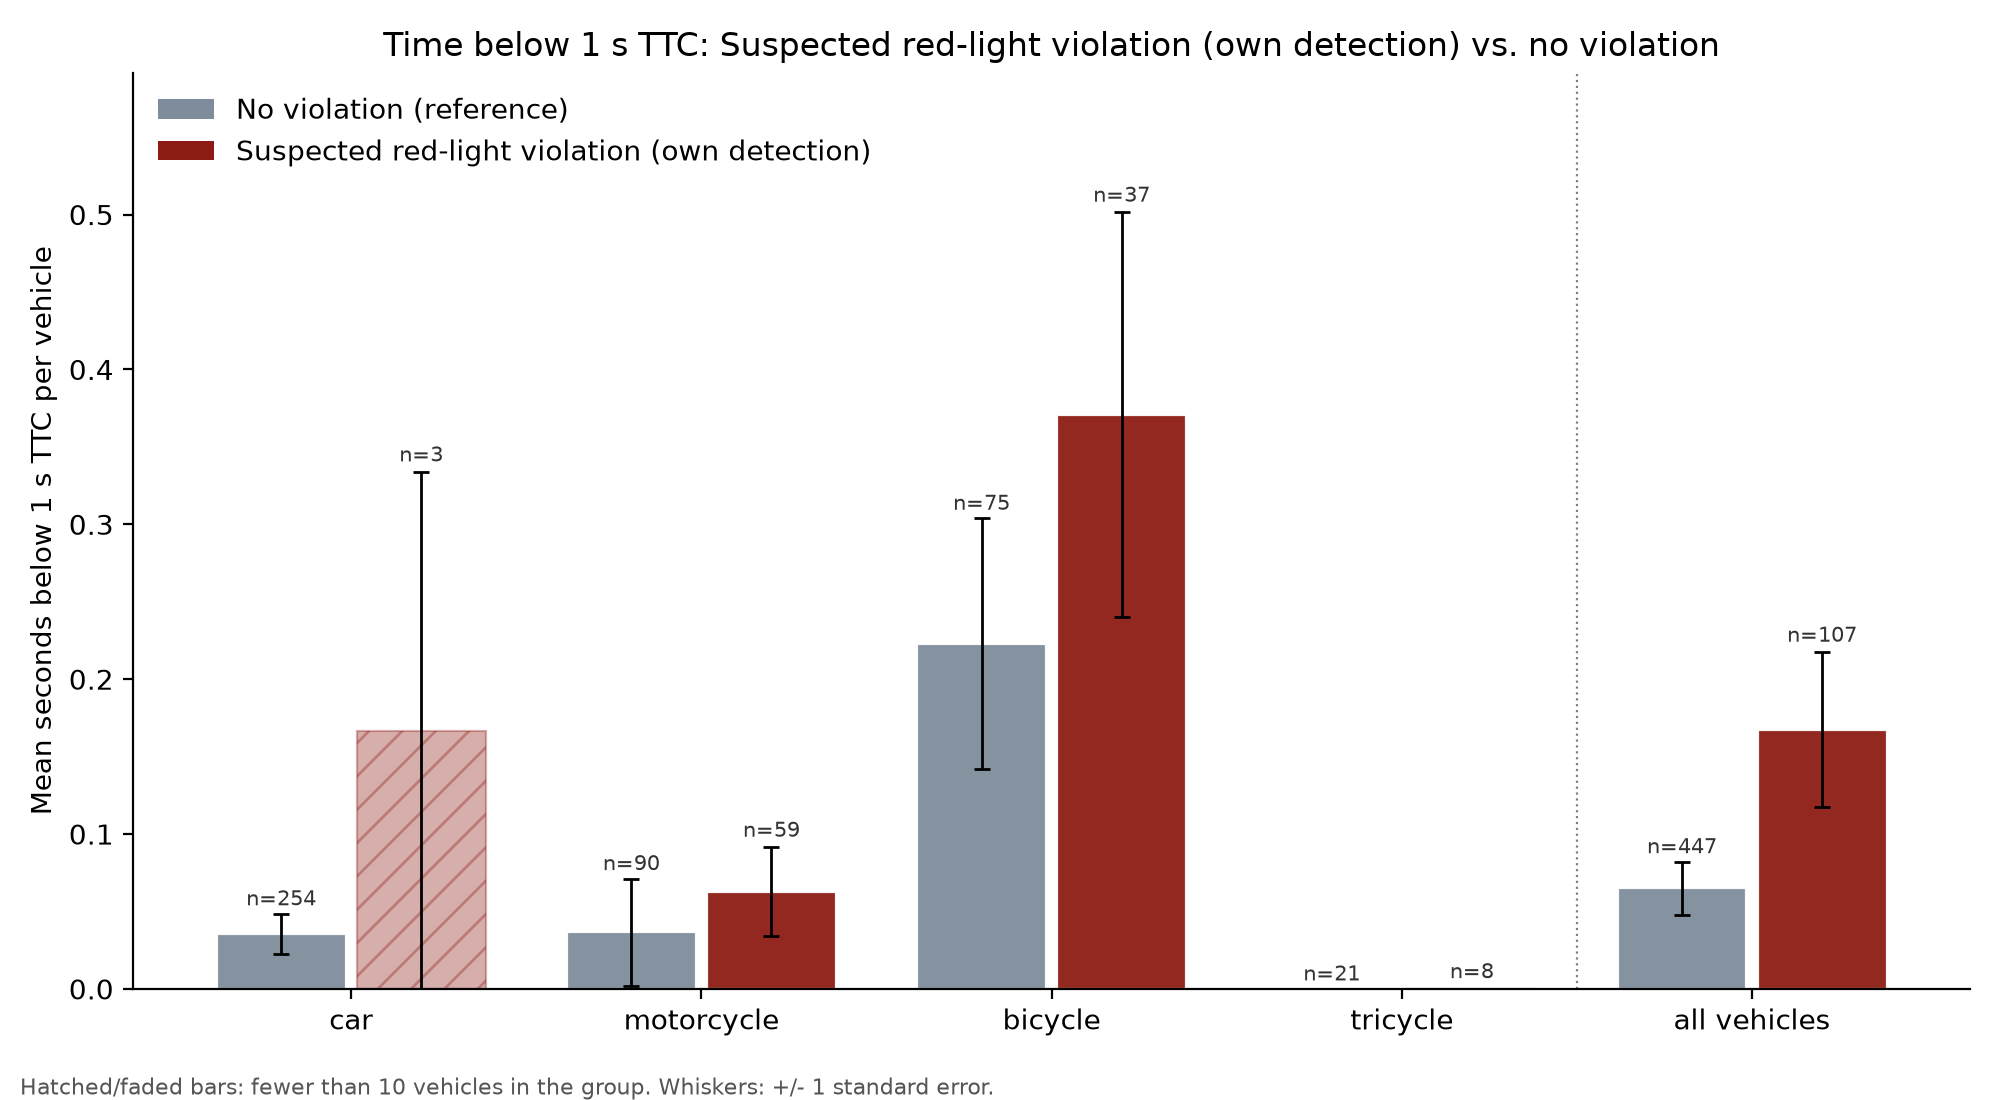 Time below 1 s TTC: Suspected red-light violation (own detection) vs. no violation
No violation (reference)
Suspected red-light violation (own detection)
Mean seconds below 1 s TTC per vehicle
0.5
0.4
0.3
0.2
0.1
0.0
n=254
n=3
n=90
n=59
n=75
n=37
n=21
n=8
n=447
n=107
car
motorcycle
bicycle
tricycle
all vehicles
Hatched/faded bars: fewer than 10 vehicles in the group. Whiskers: +/- 1 standard error.